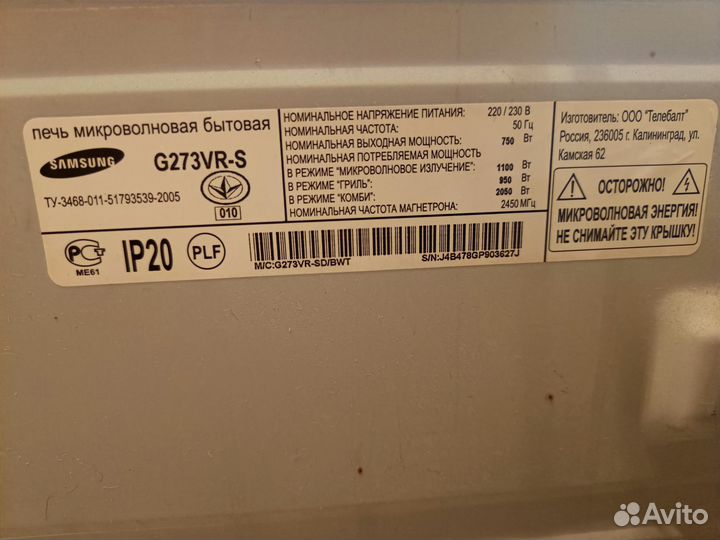 печь микроволновая бытовая
SAMSUNG
G273VR-S
ТУ-3468-011-51793539-2005
010
НОМИНАЛЬНОЕ НАПРЯЖЕНИЕ ПИТАНИЯ: 220 / 230 В
НОМИНАЛЬНАЯ ЧАСТОТА: 50 Гц
НОМИНАЛЬНАЯ ВЫХОДНАЯ МОЩНОСТЬ: 750 Вт
НОМИНАЛЬНАЯ ПОТРЕБЛЯЕМАЯ МОЩНОСТЬ
В РЕЖИМЕ "МИКРОВОЛНОВОЕ ИЗЛУЧЕНИЕ": 1100 Вт
В РЕЖИМЕ "ГРИЛЬ": 950 Вт
В РЕЖИМЕ "КОМБИ": 2050 Вт
НОМИНАЛЬНАЯ ЧАСТОТА МАГНЕТРОНА: 2450 МГц
Изготовитель: ООО "Телебалт"
Россия, 236005 г. Калининград, ул.
Камская 62
ОСТОРОЖНО!
МИКРОВОЛНОВАЯ ЭНЕРГИЯ!
НЕ СНИМАЙТЕ ЭТУ КРЫШКУ!
РСТ
МЕ61
IP20
PLF
M/C:G273VR-SD/BWT
S/N:J4B478GP903627J
Avito